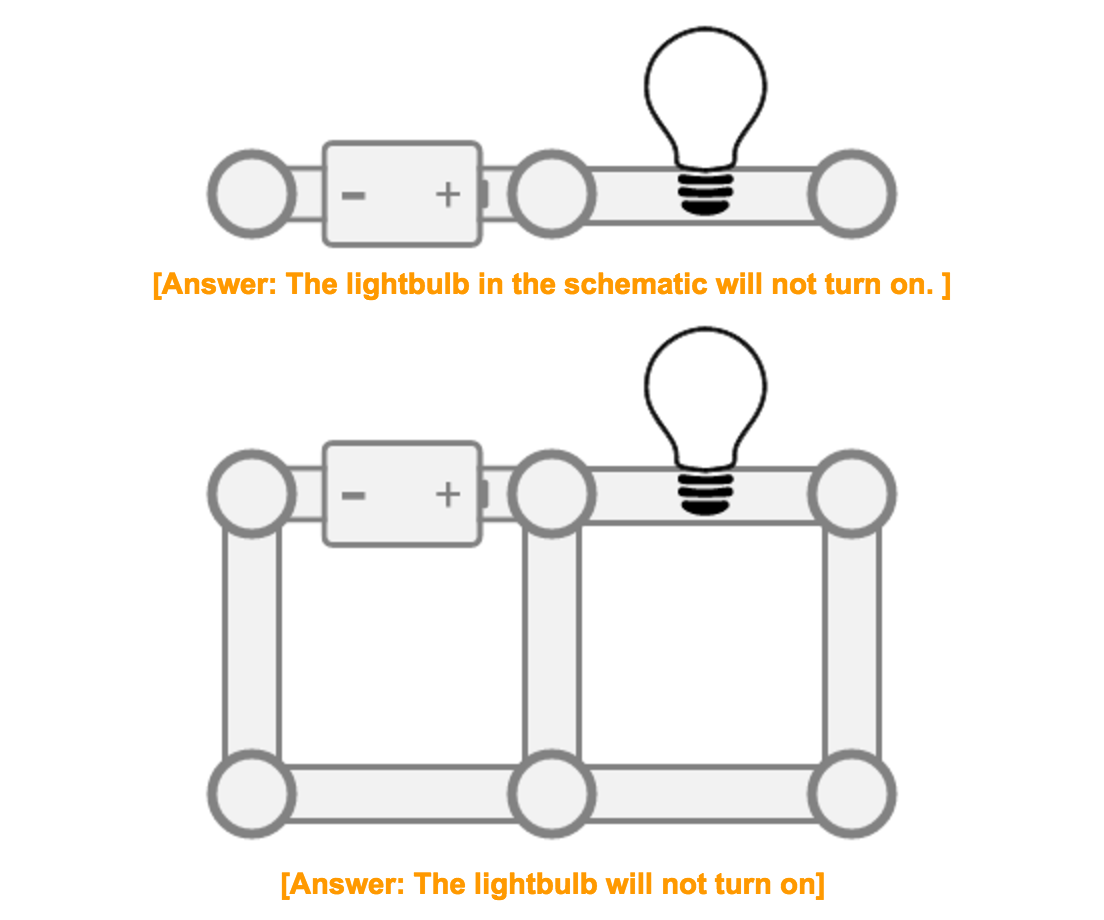 - +
[Answer: The lightbulb in the schematic will not turn on. ]
- +
[Answer: The lightbulb will not turn on]